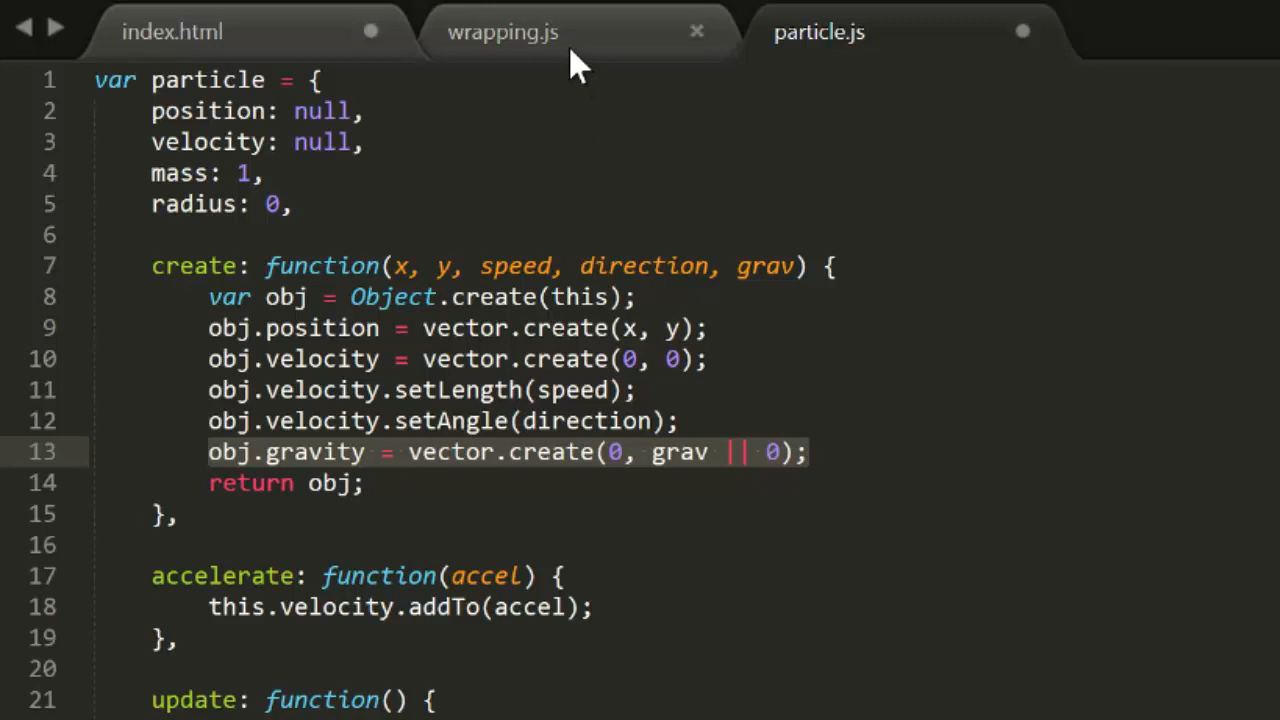 index.html wrapping.js × particle.js
1 var particle = {
2 position: null,
3 velocity: null,
4 mass: 1,
5 radius: 0,
6
7 create: function(x, y, speed, direction, grav) {
8 var obj = Object.create(this);
9 obj.position = vector.create(x, y);
10 obj.velocity = vector.create(0, 0);
11 obj.velocity.setLength(speed);
12 obj.velocity.setAngle(direction);
13 obj.gravity = vector.create(0, grav || 0);
14 return obj;
15 },
16
17 accelerate: function(accel) {
18 this.velocity.addTo(accel);
19 },
20
21 update: function() {